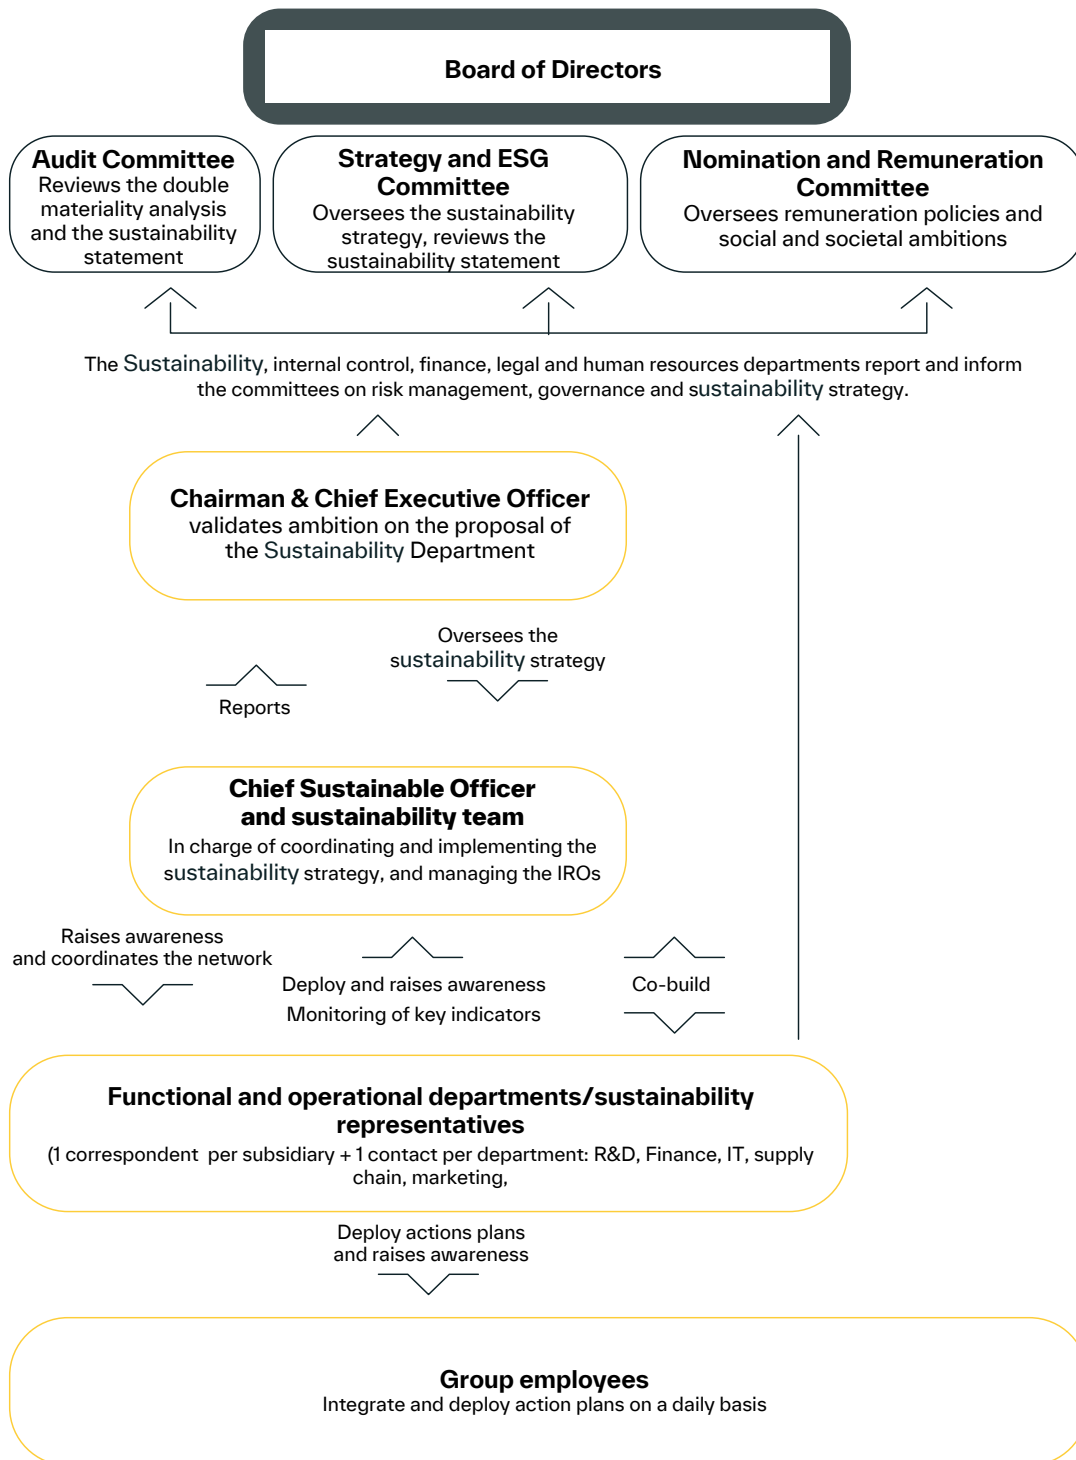 Board of Directors
Audit Committee
Reviews the double
materiality analysis
and the sustainability
statement
Strategy and ESG
Committee
Oversees the sustainability
strategy, reviews the
sustainability statement
Nomination and Remuneration
Committee
Oversees remuneration policies and
social and societal ambitions
The Sustainability, internal control, finance, legal and human resources departments report and inform
the committees on risk management, governance and sustainability strategy.
Chairman & Chief Executive Officer
validates ambition on the proposal of
the Sustainability Department
Oversees the
sustainability strategy
Reports
Chief Sustainable Officer
and sustainability team
In charge of coordinating and implementing the
sustainability strategy, and managing the IROs
Raises awareness
and coordinates the network
Deploy and raises awareness
Monitoring of key indicators
Co-build
Functional and operational departments/sustainability
representatives
(1 correspondent per subsidiary + 1 contact per department: R&D, Finance, IT, supply
chain, marketing,
Deploy actions plans
and raises awareness
Group employees
Integrate and deploy action plans on a daily basis